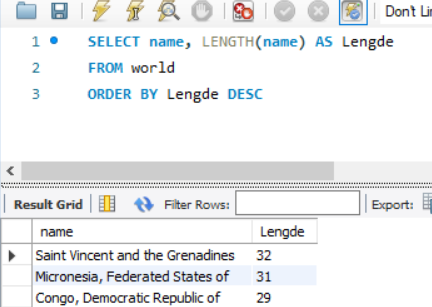 Don't Li
1 SELECT name, LENGTH(name) AS Lengde
2 FROM world
3 ORDER BY Lengde DESC
Result Grid Filter Rows: Export:
name Lengde
Saint Vincent and the Grenadines 32
Micronesia, Federated States of 31
Congo, Democratic Republic of 29